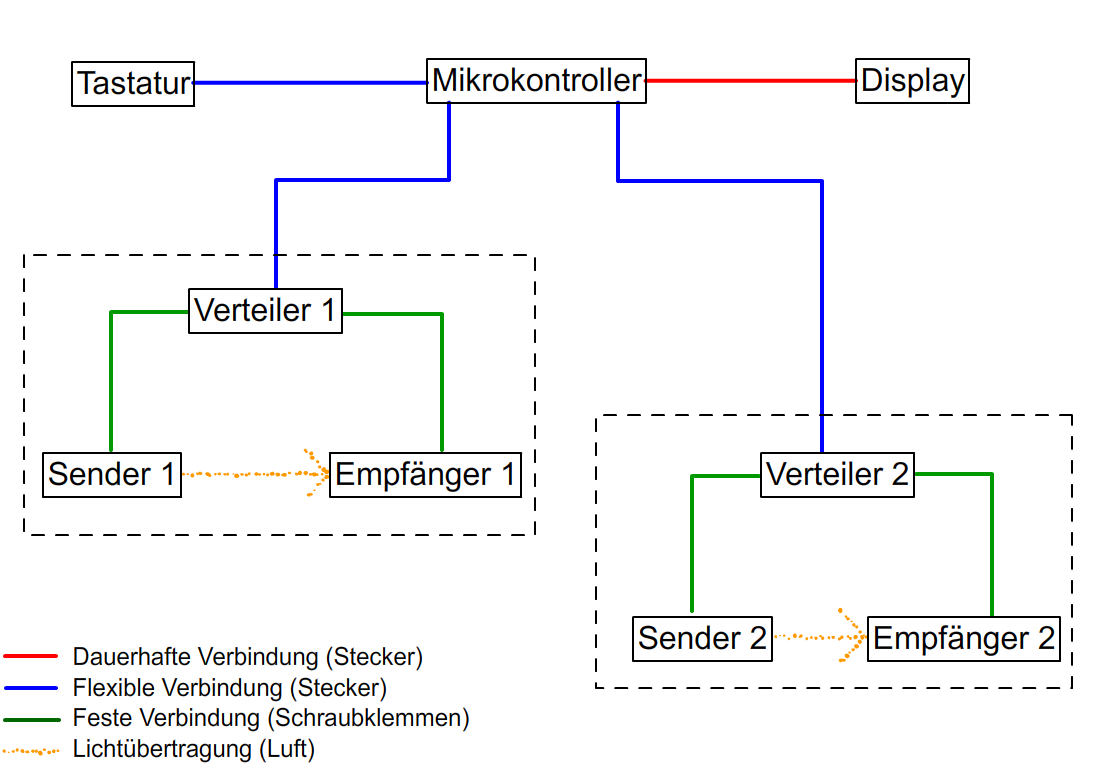 Tastatur
Mikrokontroller
Display
Verteiler 1
Sender 1
Empfänger 1
Verteiler 2
Sender 2
Empfänger 2
Dauerhafte Verbindung (Stecker)
Flexible Verbindung (Stecker)
Feste Verbindung (Schraubklemmen)
Lichtübertragung (Luft)